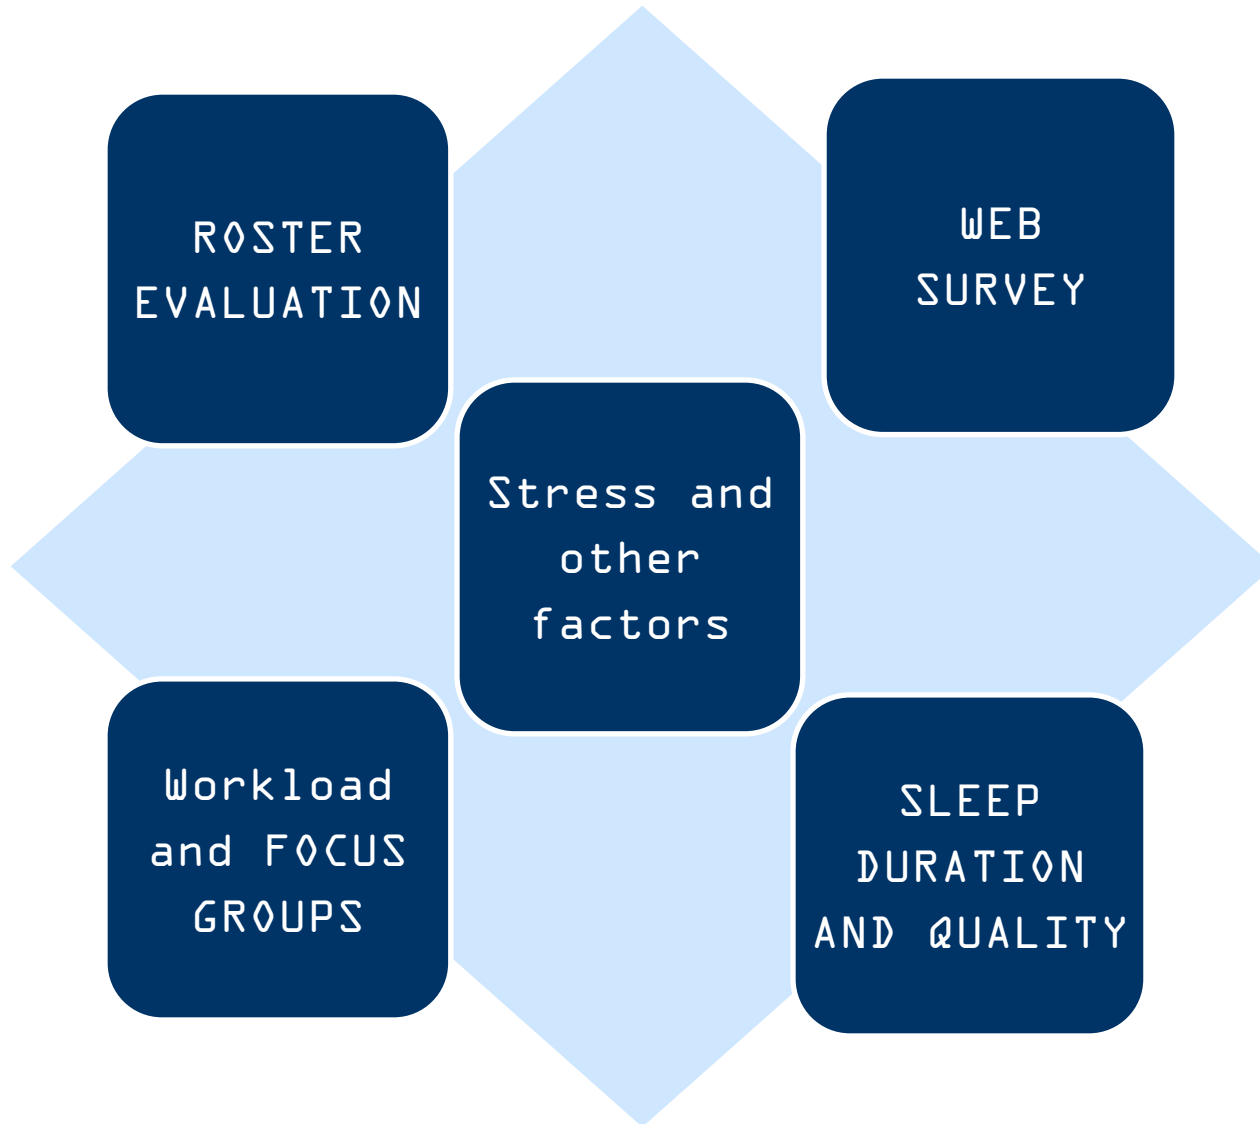 ROSTER
EVALUATION
WEB
SURVEY
Stress and
other
factors
Workload
and FOCUS
GROUPS
SLEEP
DURATION
AND QUALITY